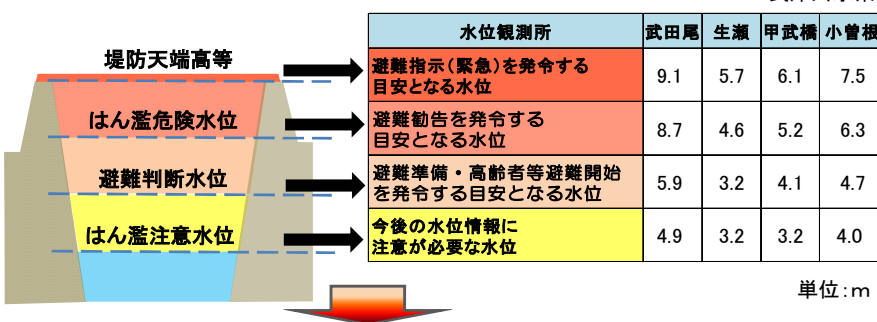 水位観測所 武田尾 生瀬 甲武橋 小曽根
堤防天端高等
避難指示(緊急)を発令する
目安となる水位 9.1 5.7 6.1 7.5
はん濫危険水位
避難勧告を発令する
目安となる水位 8.7 4.6 5.2 6.3
避難判断水位
避難準備・高齢者等避難開始
を発令する目安となる水位 5.9 3.2 4.1 4.7
はん濫注意水位
今後の水位情報に
注意が必要な水位 4.9 3.2 3.2 4.0
単位:m